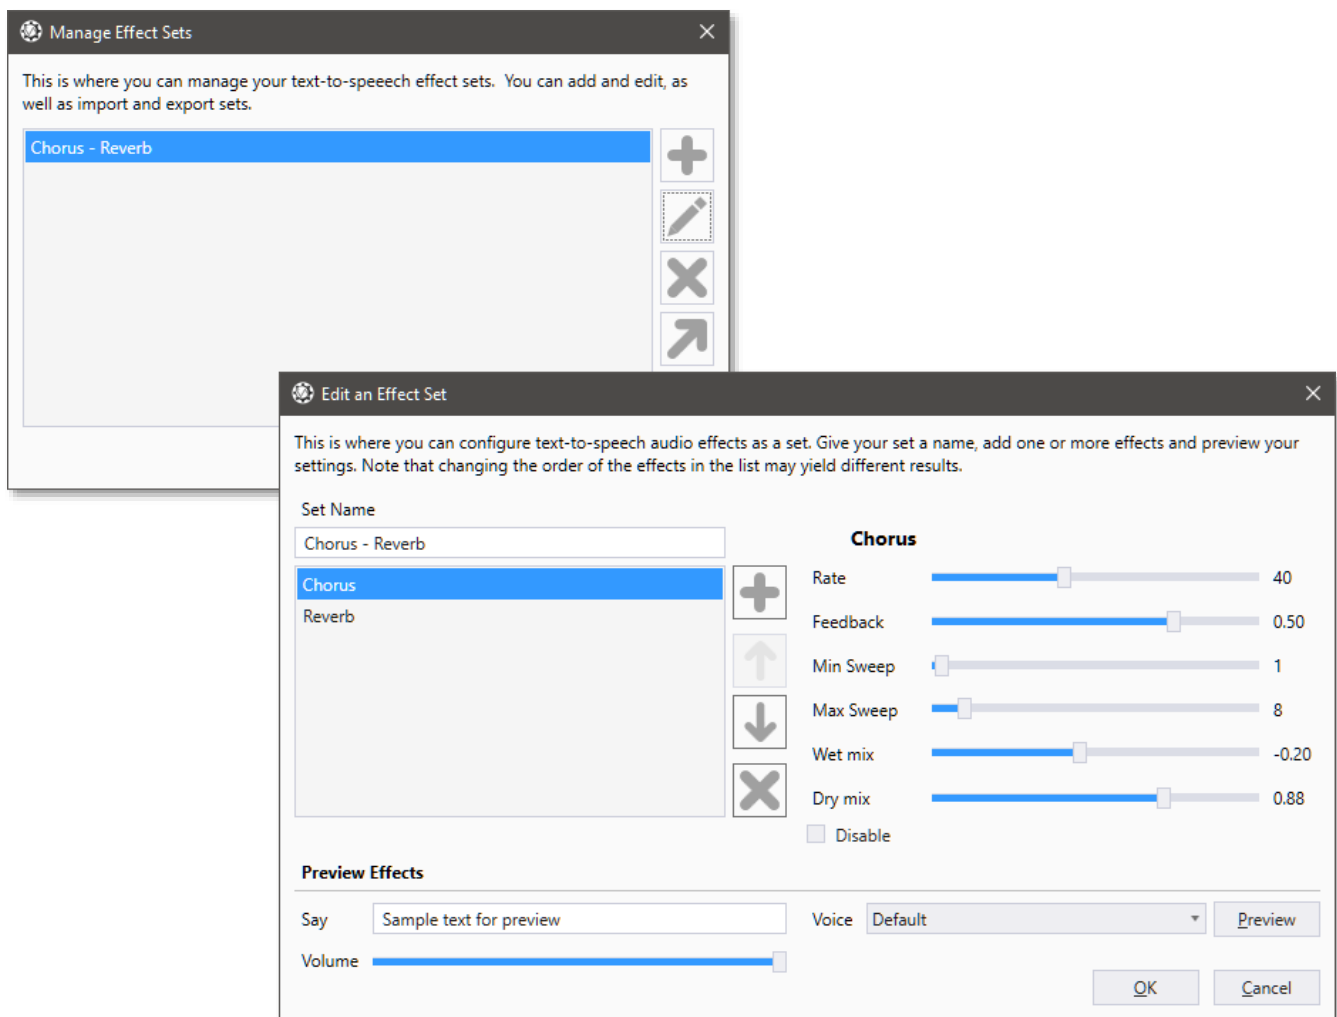 Manage Effect Sets
This is where you can manage your text-to-speeech effect sets.  You can add and edit, as
well as import and export sets.
Chorus - Reverb
Edit an Effect Set
This is where you can configure text-to-speech audio effects as a set. Give your set a name, add one or more effects and preview your
settings. Note that changing the order of the effects in the list may yield different results.
Set Name
Chorus - Reverb
Chorus
Reverb
Chorus
Rate 40
Feedback 0.50
Min Sweep 1
Max Sweep 8
Wet mix -0.20
Dry mix 0.88
Disable
Preview Effects
Say Sample text for preview Voice Default Preview
Volume
OK Cancel